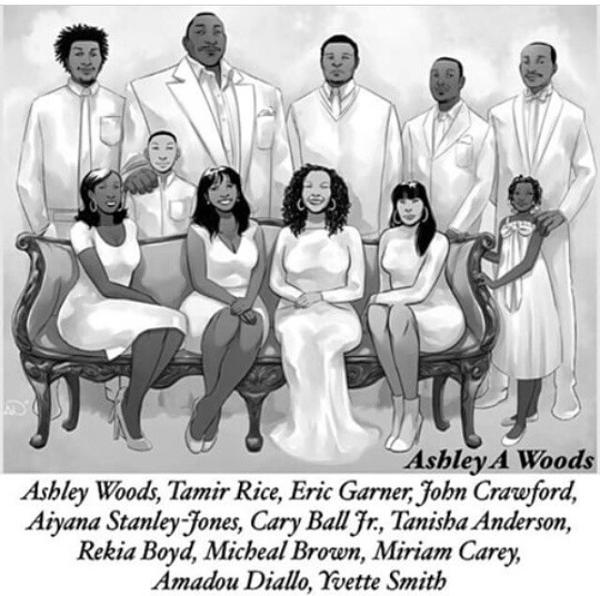 Ashley A Woods
Ashley Woods, Tamir Rice, Eric Garner, John Crawford,
Aiyana Stanley-Jones, Cary Ball Jr., Tanisha Anderson,
Rekia Boyd, Micheal Brown, Miriam Carey,
Amadou Diallo, Yvette Smith